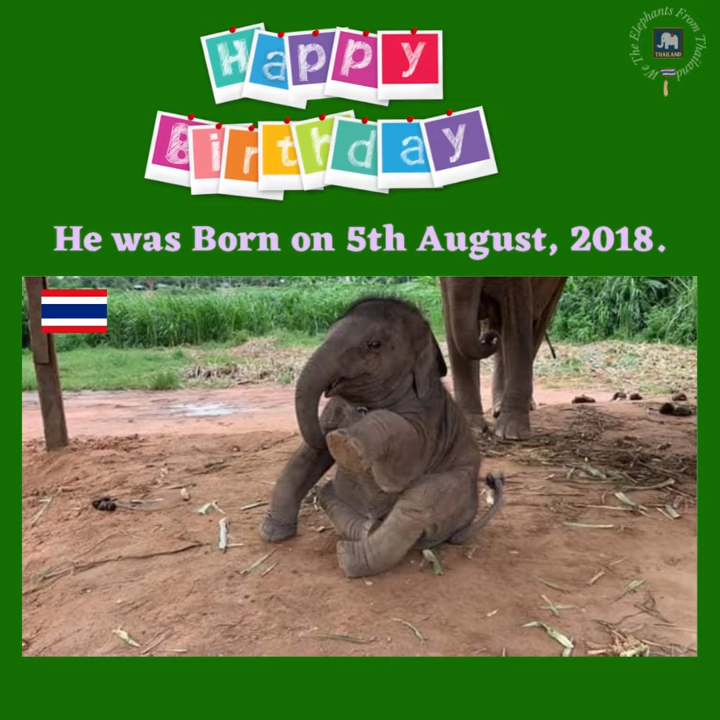 Happy
Birthday
We The Elephants From Thailand
THAILAND
He was Born on 5th August, 2018.